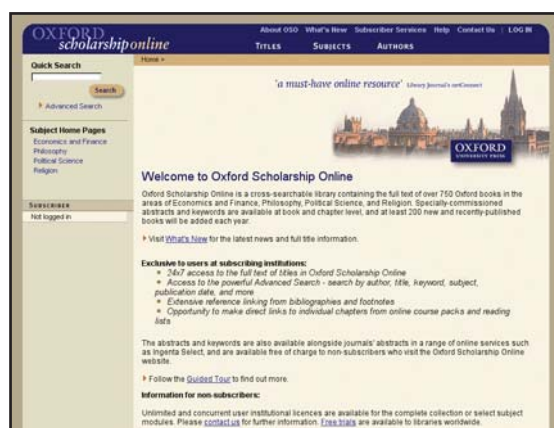 OXFORD
scholarship online
About OSO What's New Subscriber Services Help Contact Us | LOG IN
TITLES SUBJECTS AUTHORS
Home >
Quick Search
Search
Advanced Search
Subject Home Pages
Economics and Finance
Philosophy
Political Science
Religion
SUBSCRIBER
Not logged in
'a must-have online resource' Library Journal's netConnect
OXFORD
UNIVERSITY PRESS
Welcome to Oxford Scholarship Online
Oxford Scholarship Online is a cross-searchable library containing the full text of over 750 Oxford books in the
areas of Economics and Finance, Philosophy, Political Science, and Religion. Specially-commissioned
abstracts and keywords are available at book and chapter level, and at least 200 new and recently-published
books will be added each year.
Visit What's New for the latest news and full title information.
Exclusive to users at subscribing institutions:
24x7 access to the full text of titles in Oxford Scholarship Online
Access to the powerful Advanced Search - search by author, title, keyword, subject,
publication date, and more
Extensive reference linking from bibliographies and footnotes
Opportunity to make direct links to individual chapters from online course packs and reading
lists
The abstracts and keywords are also available alongside journals' abstracts in a range of online services such
as Ingenta Select, and are available free of charge to non-subscribers who visit the Oxford Scholarship Online
website.
Follow the Guided Tour to find out more.
Information for non-subscribers:
Unlimited and concurrent user institutional licences are available for the complete collection or select subject
modules. Please contact us for further information. Free trials are available to libraries worldwide.